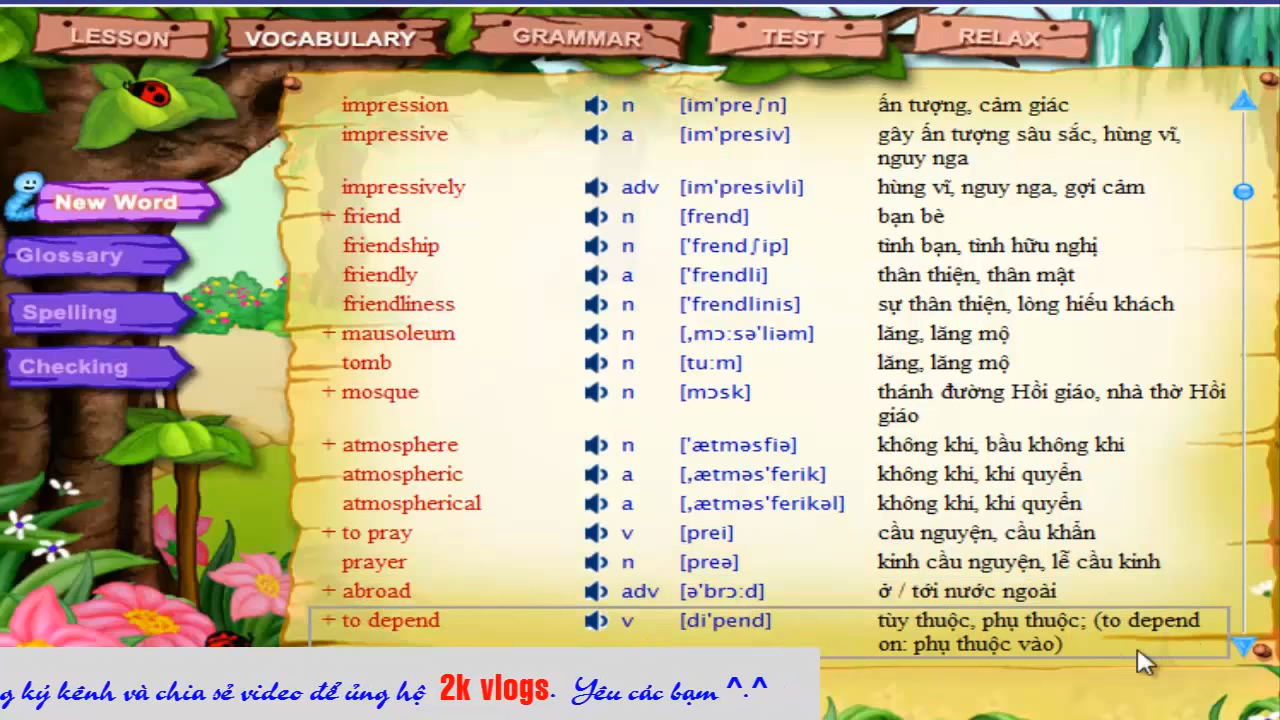 LESSON VOCABULARY GRAMMAR TEST RELAX
New Word
Glossary
Spelling
Checking
impression n [im'pre∫n] ấn tượng, cảm giác
impressive a [im'presiv] gây ấn tượng sâu sắc, hùng vĩ,
nguy nga
impressively adv [im'presivli] hùng vĩ, nguy nga, gợi cảm
+ friend n [frend] bạn bè
friendship n ['frend∫ip] tình bạn, tình hữu nghị
friendly a ['frendli] thân thiện, thân mật
friendliness n ['frendlinis] sự thân thiện, lòng hiếu khách
+ mausoleum n [,mɔ:sə'liəm] lăng, lăng mộ
tomb n [tu:m] lăng, lăng mộ
+ mosque n [mɔsk] thánh đường Hồi giáo, nhà thờ Hồi
giáo
+ atmosphere n ['ætməsfiə] không khí, bầu không khí
atmospheric a [,ætməs'ferik] không khí, khí quyển
atmospherical a [,ætməs'ferikəl] không khí, khí quyển
+ to pray v [prei] cầu nguyện, cầu khẩn
prayer n [preə] kinh cầu nguyện, lễ cầu kinh
+ abroad adv [ə'brɔ:d] ở / tới nước ngoài
+ to depend v [di'pend] tùy thuộc, phụ thuộc; (to depend
on: phụ thuộc vào)
g ký kênh và chia sẻ video để ủng hộ 2k vlogs. Yêu các bạm ^.^